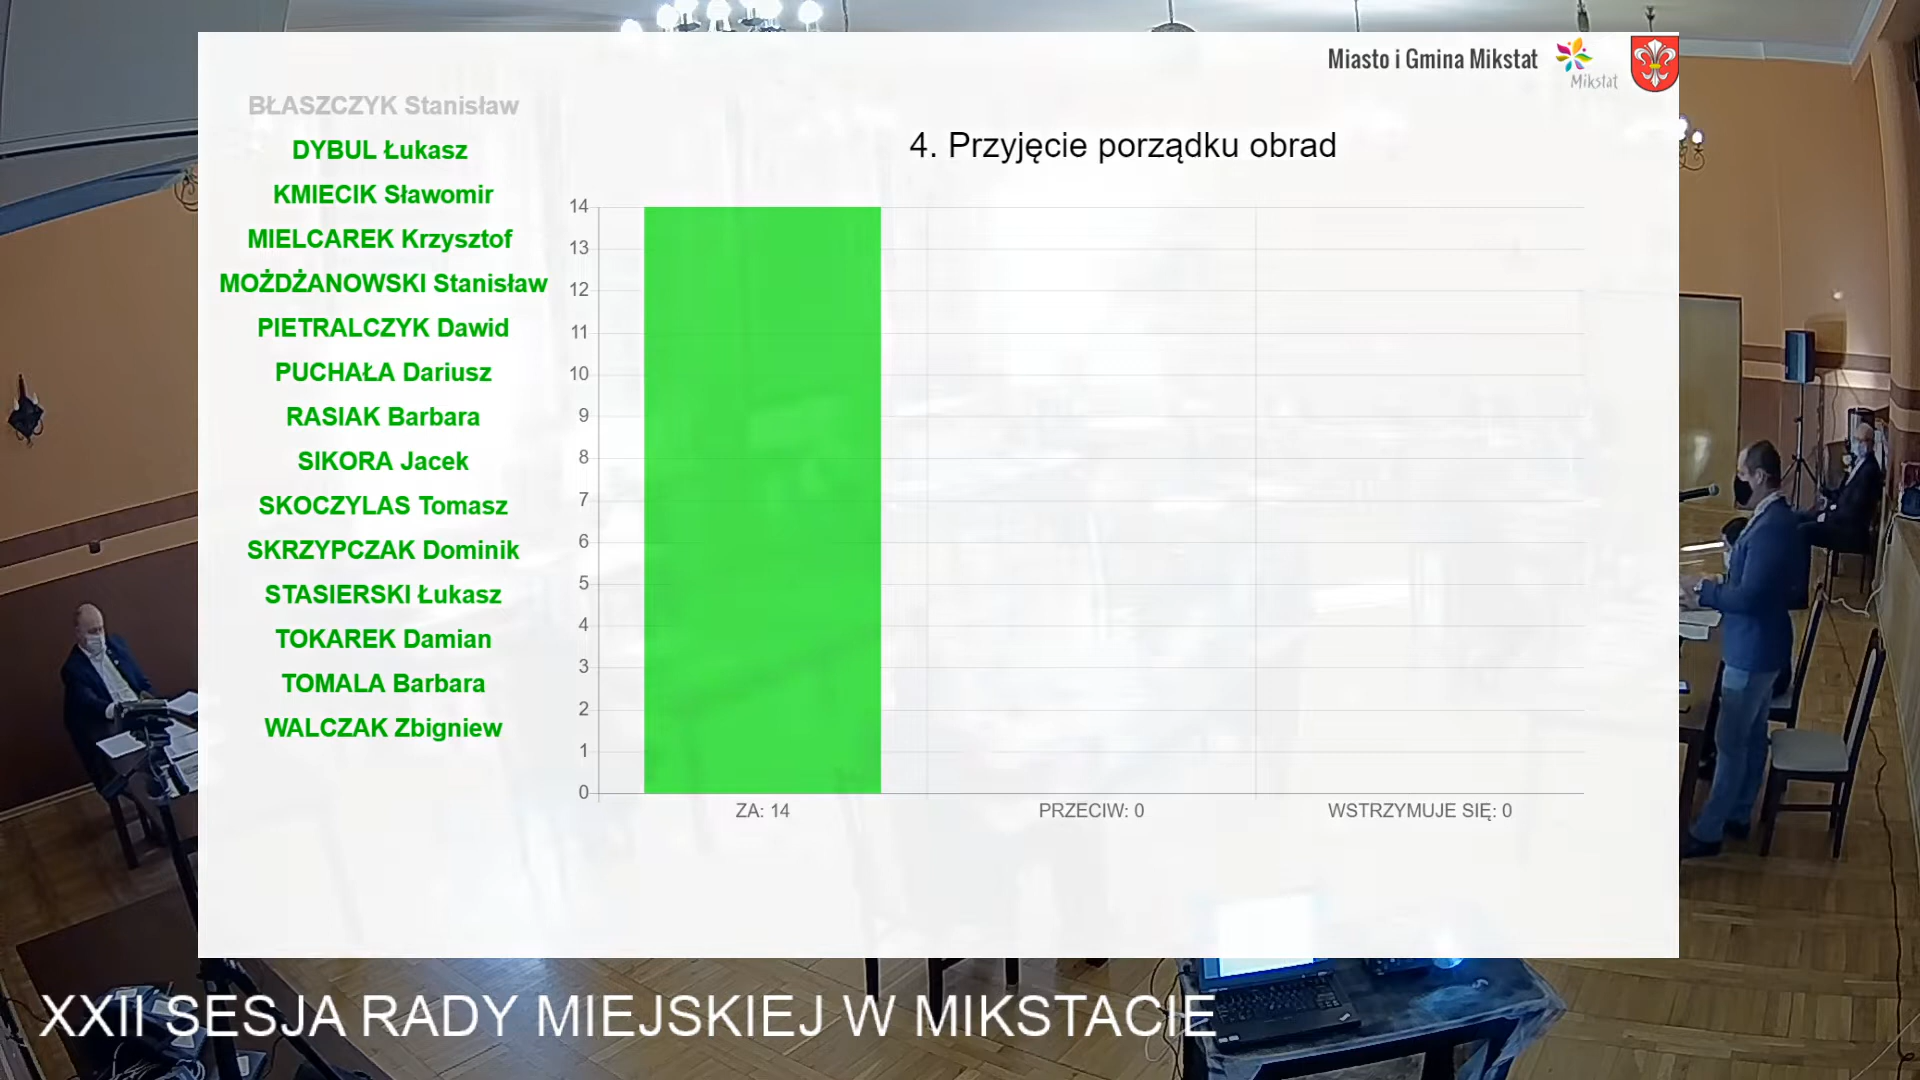 Miasto i Gmina Mikstat
Mikstat
BŁASZCZYK Stanisław
DYBUL Łukasz
KMIECIK Sławomir
MIELCAREK Krzysztof
MOŻDŻANOWSKI Stanisław
PIETRALCZYK Dawid
PUCHAŁA Dariusz
RASIAK Barbara
SIKORA Jacek
SKOCZYLAS Tomasz
SKRZYPCZAK Dominik
STASIERSKI Łukasz
TOKAREK Damian
TOMALA Barbara
WALCZAK Zbigniew
4. Przyjęcie porządku obrad
14
13
12
11
10
9
8
7
6
5
4
3
2
1
0
ZA: 14
PRZECIW: 0
WSTRZYMUJE SIĘ: 0
XXII SESJA RADY MIEJSKIEJ W MIKSTACIE